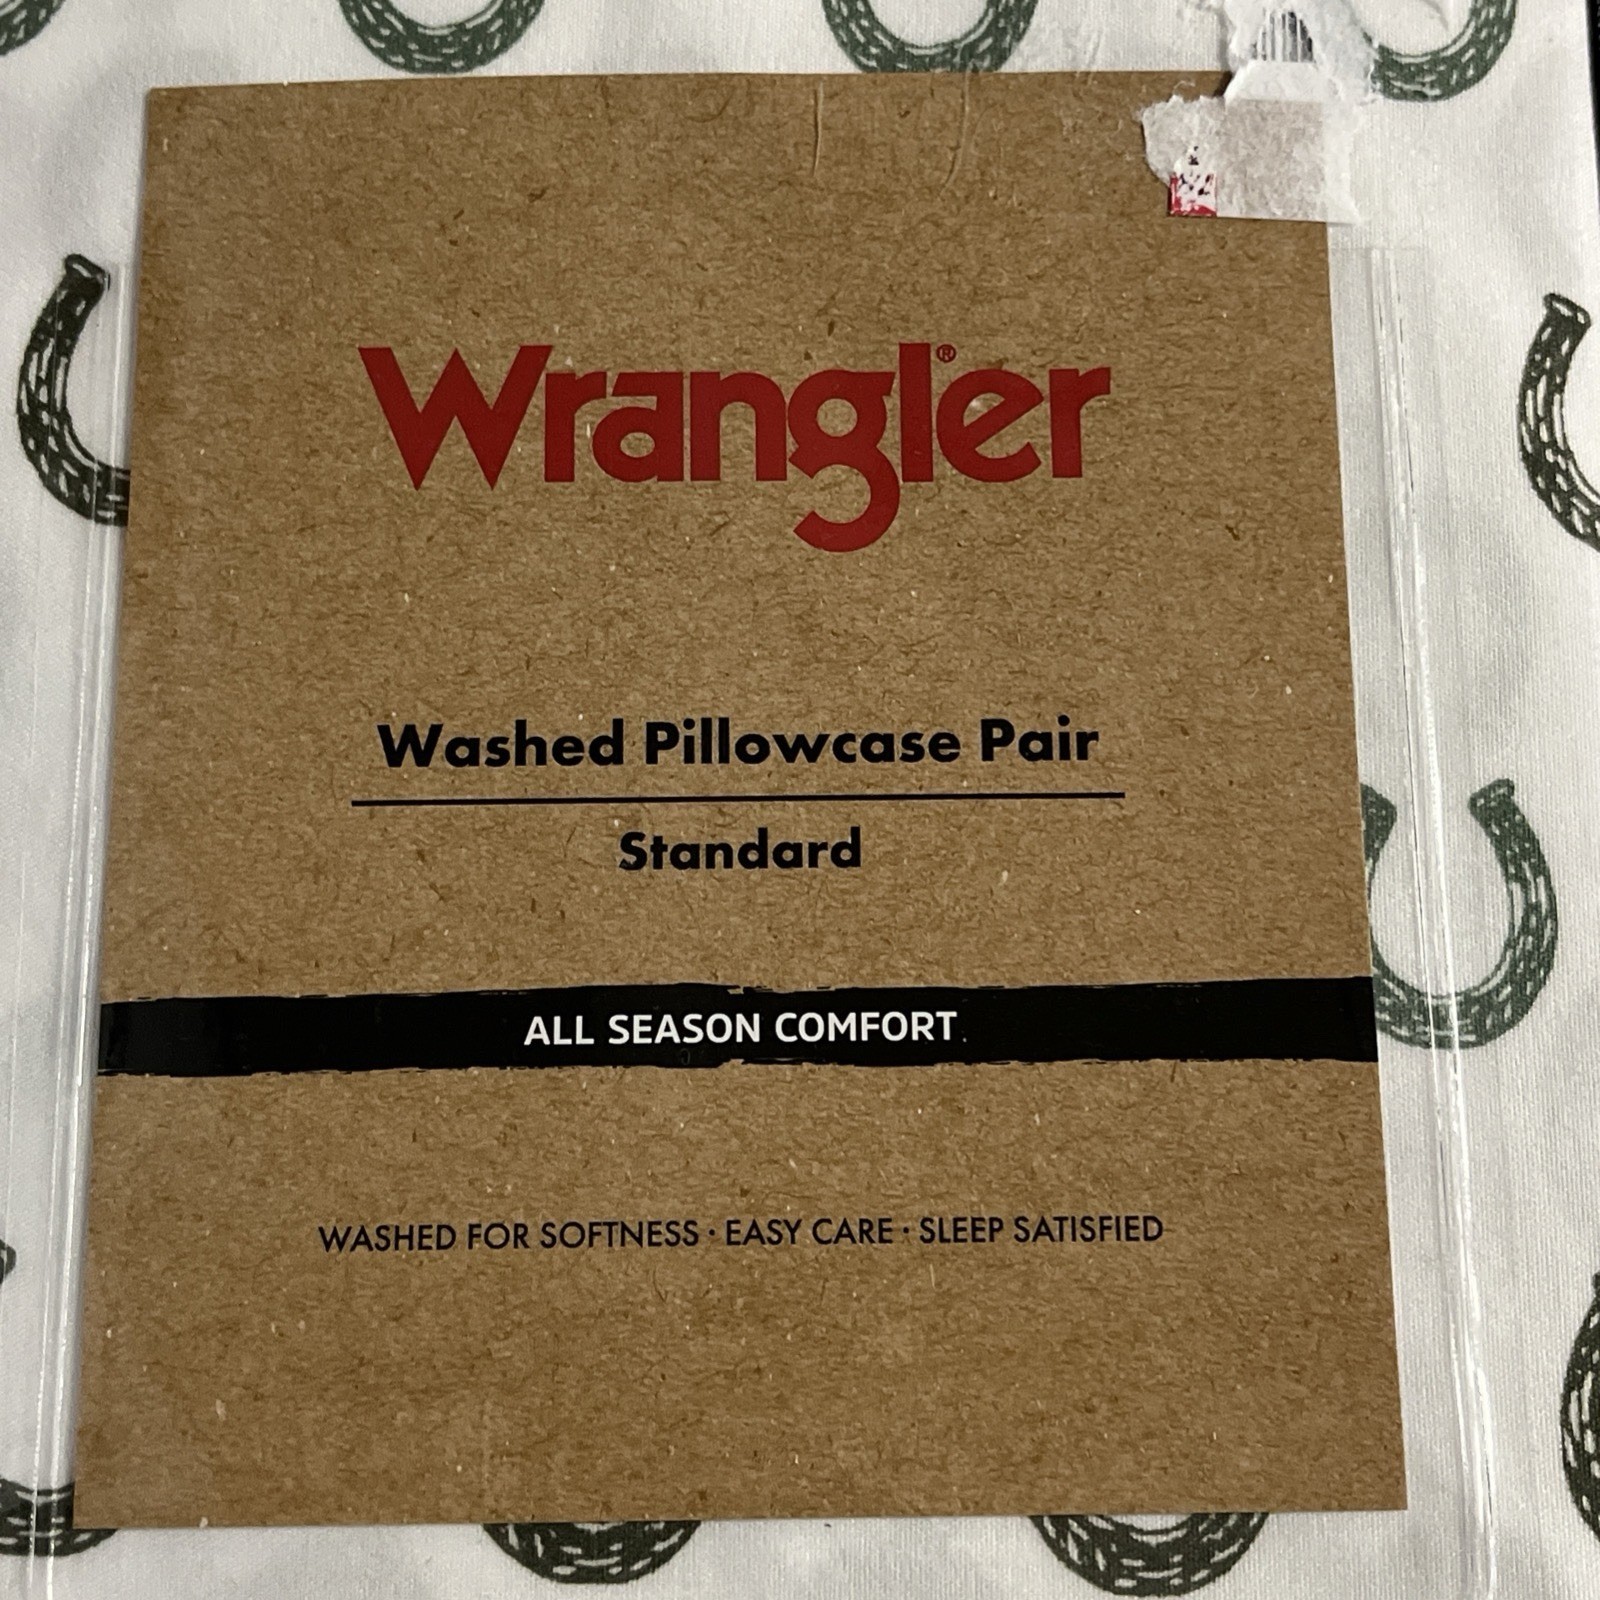 Wrangler®
Washed Pillowcase Pair
Standard
ALL SEASON COMFORT.
WASHED FOR SOFTNESS · EASY CARE · SLEEP SATISFIED